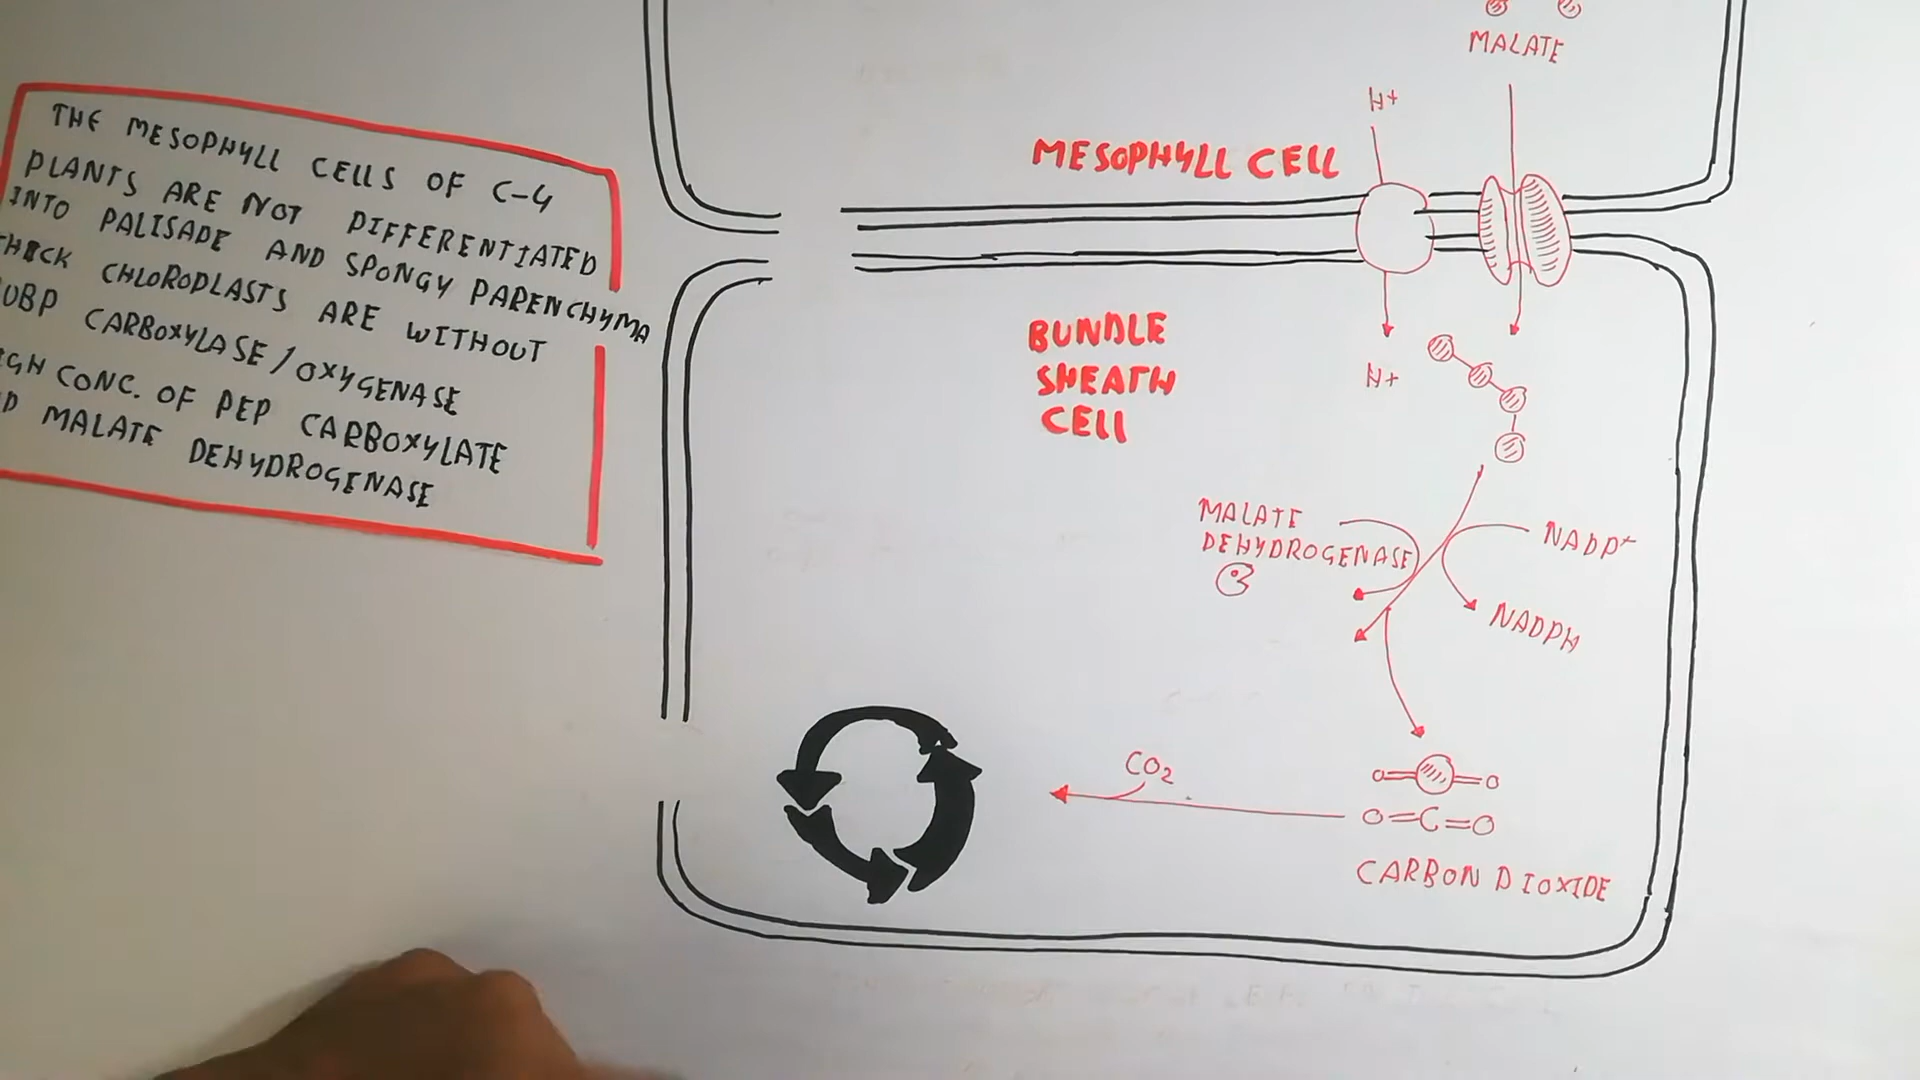 THE MESOPHYLL CELLS OF C-4
PLANTS ARE NOT DIFFERENTIATED
INTO PALISADE AND SPONGY PARENCHYMA
CHLOROPLASTS ARE WITHOUT
CARBOXYLASE / OXYGENASE
CONC. OF PEP CARBOXYLATE
MALATE DEHYDROGENASE
MALATE
H+
MESOPHYLL CELL
BUNDLE
SHEATH
CELL
H+
MALATE
DEHYDROGENASE
NADP+
NADPH
CO2
O=C=O
CARBON DIOXIDE